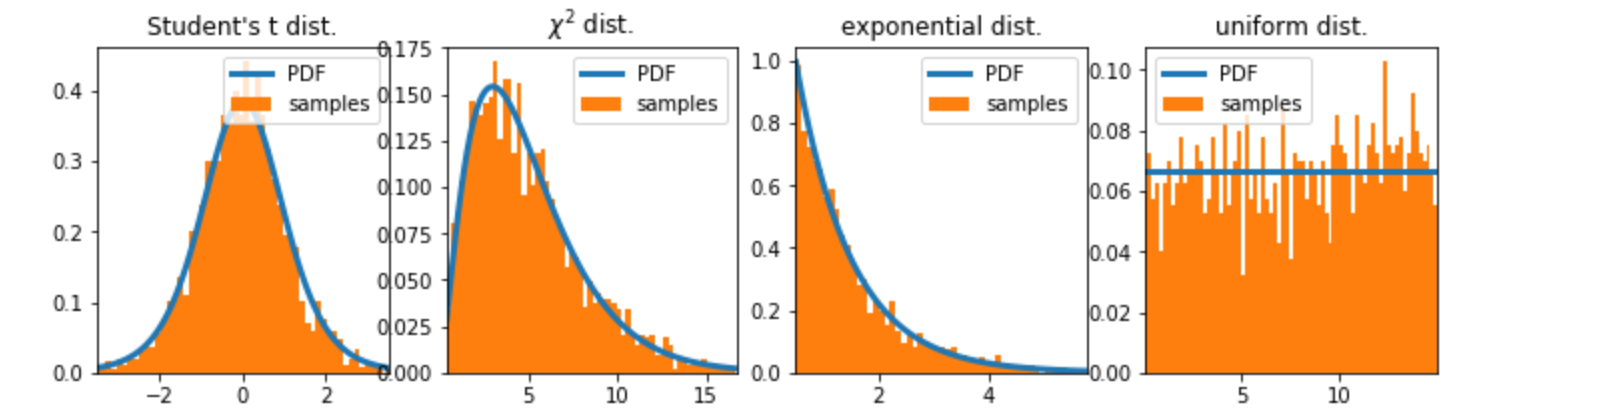 Student's t dist.
χ² dist.
exponential dist.
uniform dist.
PDF
samples
0.4
0.3
0.2
0.1
0.0
−2
0
2
PDF
samples
0.175
0.150
0.125
0.100
0.075
0.050
0.025
0.000
5
10
15
PDF
samples
1.0
0.8
0.6
0.4
0.2
0.0
2
4
PDF
samples
0.10
0.08
0.06
0.04
0.02
0.00
5
10